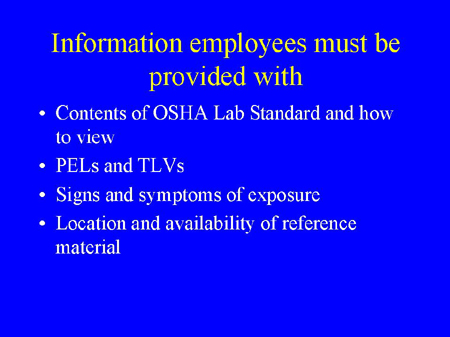 Information employees must be
provided with
• Contents of OSHA Lab Standard and how
to view
• PELs and TLVs
• Signs and symptoms of exposure
• Location and availability of reference
material